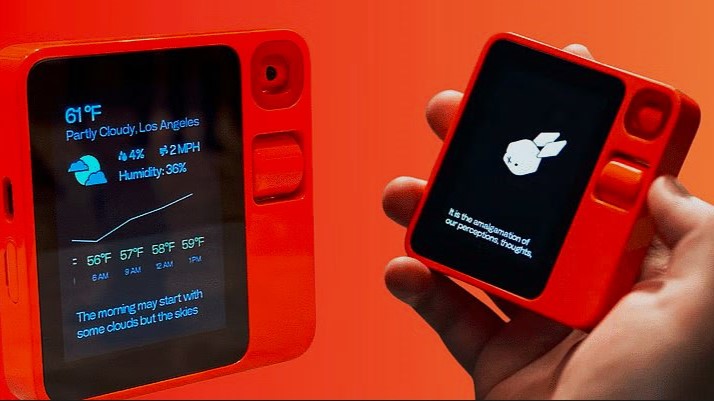 61°F
Partly Cloudy, Los Angeles
4% 2 MPH
Humidity: 36%
56°F 57°F 58°F 59°F
6 AM 9 AM 12 AM 1 PM
The morning may start with
some clouds but the skies
It is the amalgamation of
our perceptions, thoughts,